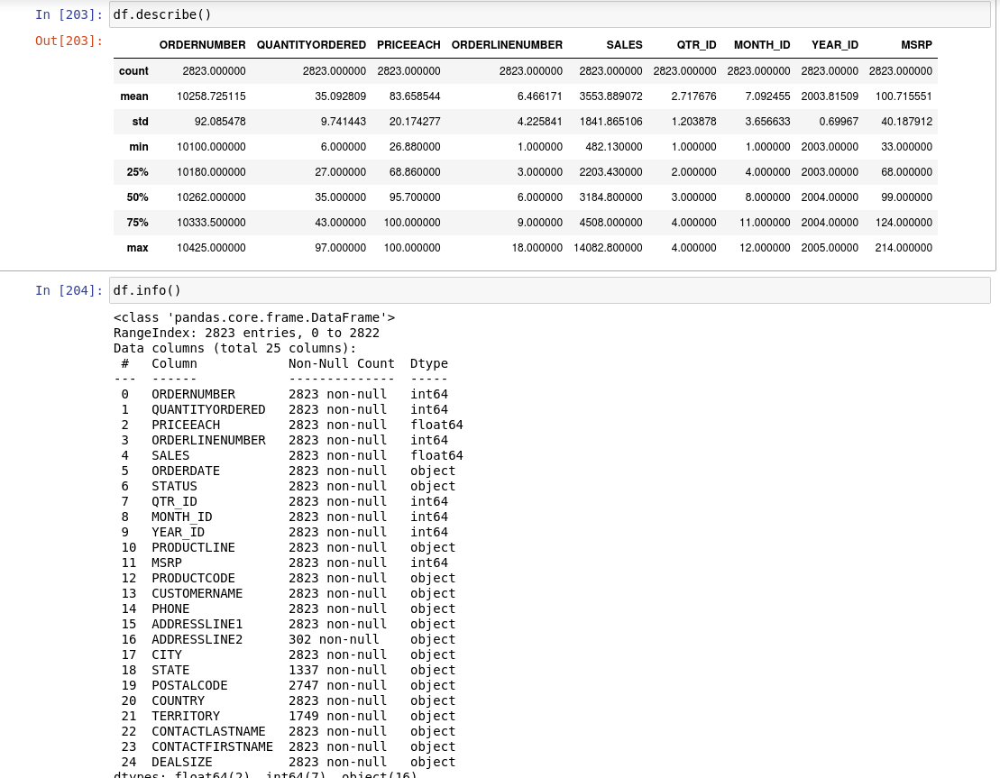 In [203]: df.describe()
Out[203]:
ORDERNUMBER QUANTITYORDERED PRICEEACH ORDERLINENUMBER SALES QTR_ID MONTH_ID YEAR_ID MSRP
count 2823.000000 2823.000000 2823.000000 2823.000000 2823.000000 2823.000000 2823.000000 2823.00000 2823.000000
mean 10258.725115 35.092809 83.658544 6.466171 3553.889072 2.717676 7.092455 2003.81509 100.715551
std 92.085478 9.741443 20.174277 4.225841 1841.865106 1.203878 3.656633 0.69967 40.187912
min 10100.000000 6.000000 26.880000 1.000000 482.130000 1.000000 1.000000 2003.00000 33.000000
25% 10180.000000 27.000000 68.860000 3.000000 2203.430000 2.000000 4.000000 2003.00000 68.000000
50% 10262.000000 35.000000 95.700000 6.000000 3184.800000 3.000000 8.000000 2004.00000 99.000000
75% 10333.500000 43.000000 100.000000 9.000000 4508.000000 4.000000 11.000000 2004.00000 124.000000
max 10425.000000 97.000000 100.000000 18.000000 14082.800000 4.000000 12.000000 2005.00000 214.000000
In [204]: df.info()
<class 'pandas.core.frame.DataFrame'>
RangeIndex: 2823 entries, 0 to 2822
Data columns (total 25 columns):
# Column Non-Null Count Dtype
--- ------ -------------- -----
0 ORDERNUMBER 2823 non-null int64
1 QUANTITYORDERED 2823 non-null int64
2 PRICEEACH 2823 non-null float64
3 ORDERLINENUMBER 2823 non-null int64
4 SALES 2823 non-null float64
5 ORDERDATE 2823 non-null object
6 STATUS 2823 non-null object
7 QTR_ID 2823 non-null int64
8 MONTH_ID 2823 non-null int64
9 YEAR_ID 2823 non-null int64
10 PRODUCTLINE 2823 non-null object
11 MSRP 2823 non-null int64
12 PRODUCTCODE 2823 non-null object
13 CUSTOMERNAME 2823 non-null object
14 PHONE 2823 non-null object
15 ADDRESSLINE1 2823 non-null object
16 ADDRESSLINE2 302 non-null object
17 CITY 2823 non-null object
18 STATE 1337 non-null object
19 POSTALCODE 2747 non-null object
20 COUNTRY 2823 non-null object
21 TERRITORY 1749 non-null object
22 CONTACTLASTNAME 2823 non-null object
23 CONTACTFIRSTNAME 2823 non-null object
24 DEALSIZE 2823 non-null object
dtypes: float64(2), int64(7), object(16)